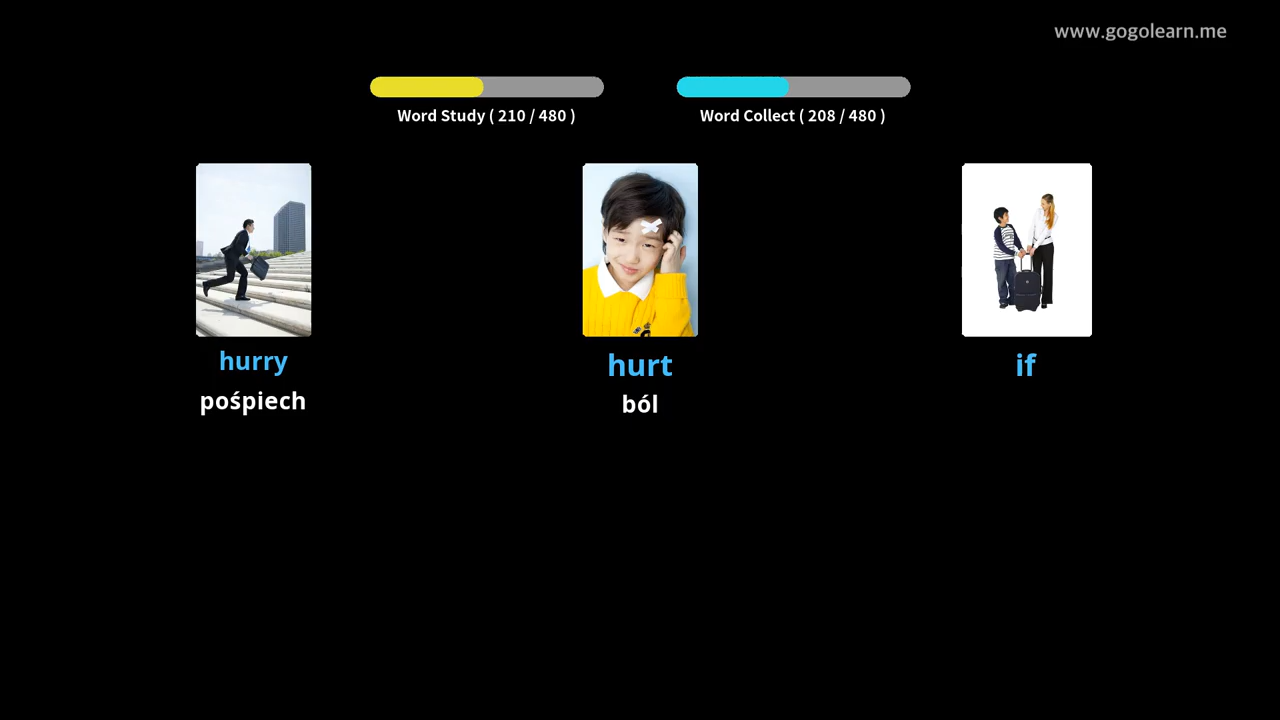 www.gogolearn.me
Word Study ( 210 / 480 )
Word Collect ( 208 / 480 )
hurry
pośpiech
hurt
ból
if